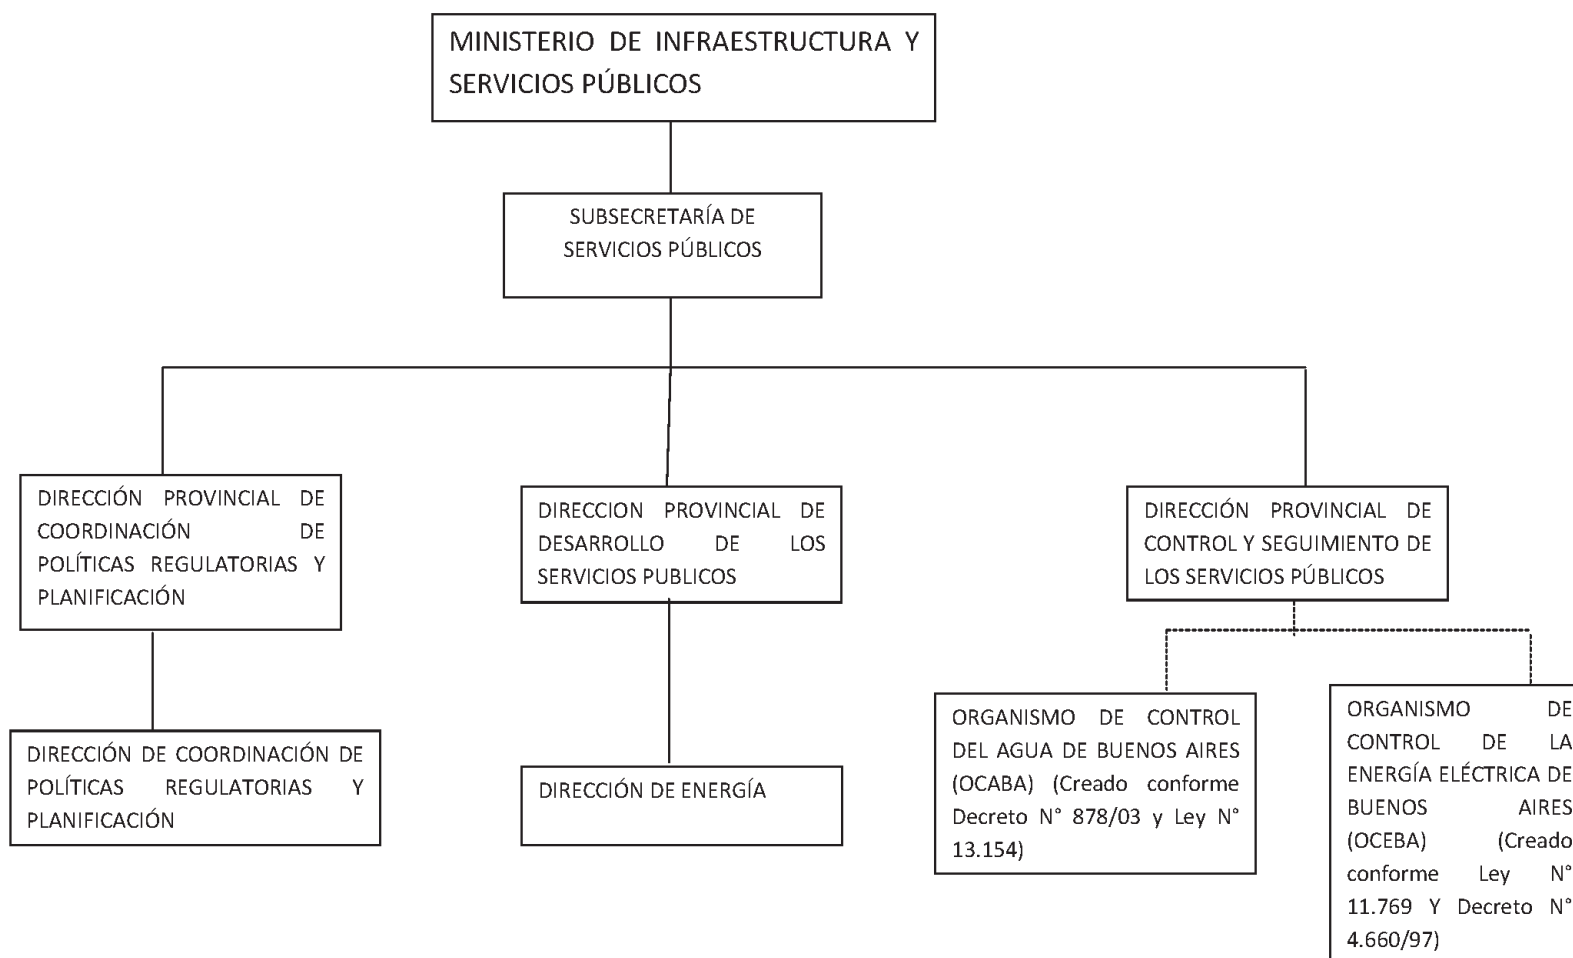 MINISTERIO DE INFRAESTRUCTURA Y
SERVICIOS PÚBLICOS
SUBSECRETARÍA DE
SERVICIOS PÚBLICOS
DIRECCIÓN PROVINCIAL DE
COORDINACIÓN DE
POLÍTICAS REGULATORIAS Y
PLANIFICACIÓN
DIRECCION PROVINCIAL DE
DESARROLLO DE LOS
SERVICIOS PUBLICOS
DIRECCIÓN PROVINCIAL DE
CONTROL Y SEGUIMIENTO DE
LOS SERVICIOS PÚBLICOS
DIRECCIÓN DE COORDINACIÓN DE
POLÍTICAS REGULATORIAS Y
PLANIFICACIÓN
DIRECCIÓN DE ENERGÍA
ORGANISMO DE CONTROL
DEL AGUA DE BUENOS AIRES
(OCABA) (Creado conforme
Decreto N° 878/03 y Ley N°
13.154)
ORGANISMO DE
CONTROL DE LA
ENERGÍA ELÉCTRICA DE
BUENOS AIRES
(OCEBA) (Creado
conforme Ley N°
11.769 Y Decreto N°
4.660/97)